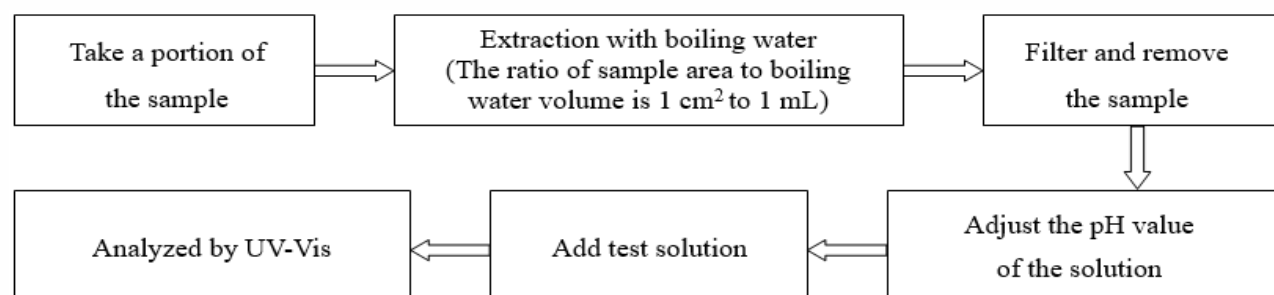 Take a portion of
the sample
Extraction with boiling water
(The ratio of sample area to boiling
water volume is 1 cm² to 1 mL)
Filter and remove
the sample
Adjust the pH value
of the solution
Add test solution
Analyzed by UV-Vis